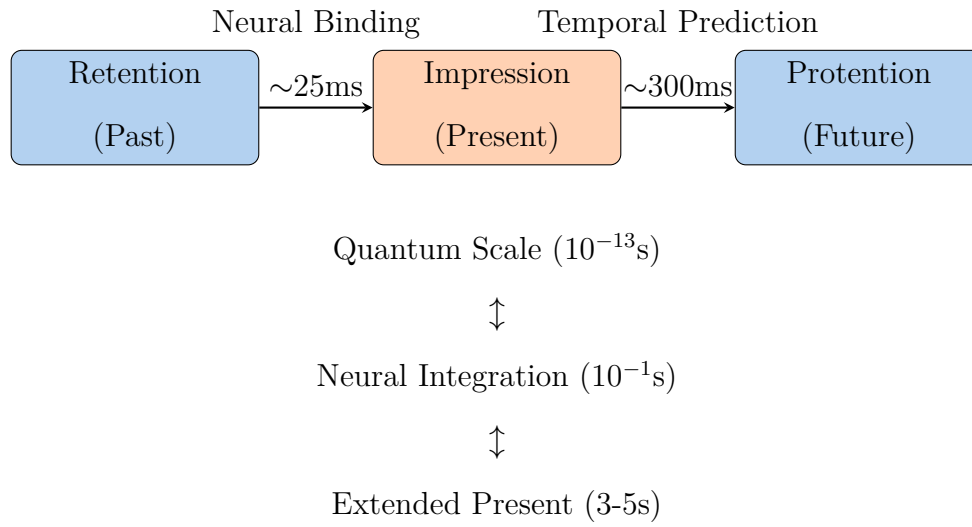 Neural Binding
Temporal Prediction
Retention
(Past)
∼25ms
Impression
(Present)
∼300ms
Protention
(Future)
Quantum Scale (10⁻¹³s)
↕
Neural Integration (10⁻¹s)
↕
Extended Present (3-5s)